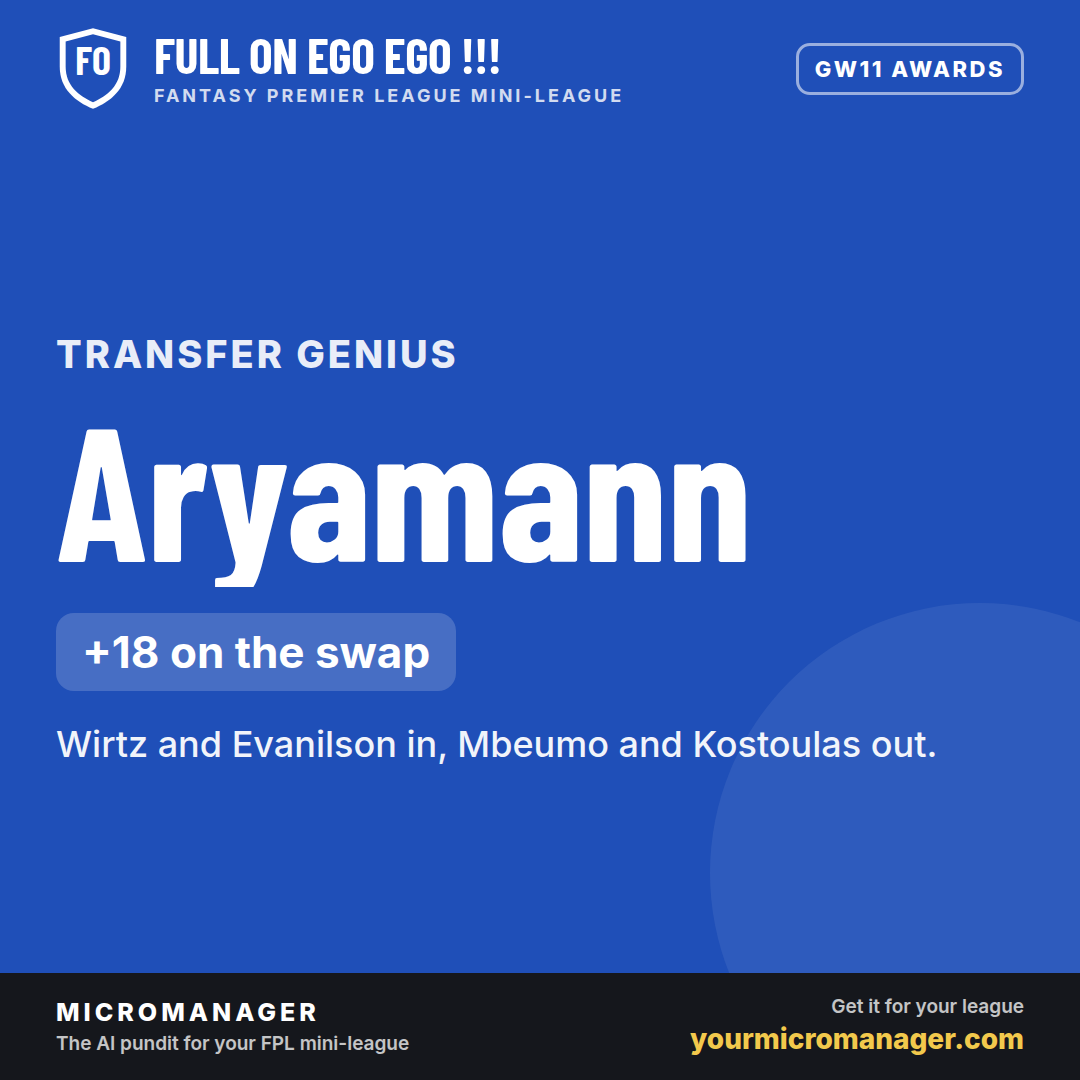 FO
FULL ON EGO EGO !!!
FANTASY PREMIER LEAGUE MINI-LEAGUE
GW11 AWARDS
TRANSFER GENIUS
Aryamann
+18 on the swap
Wirtz and Evanilson in, Mbeumo and Kostoulas out.
MICROMANAGER
The AI pundit for your FPL mini-league
Get it for your league
yourmicromanager.com